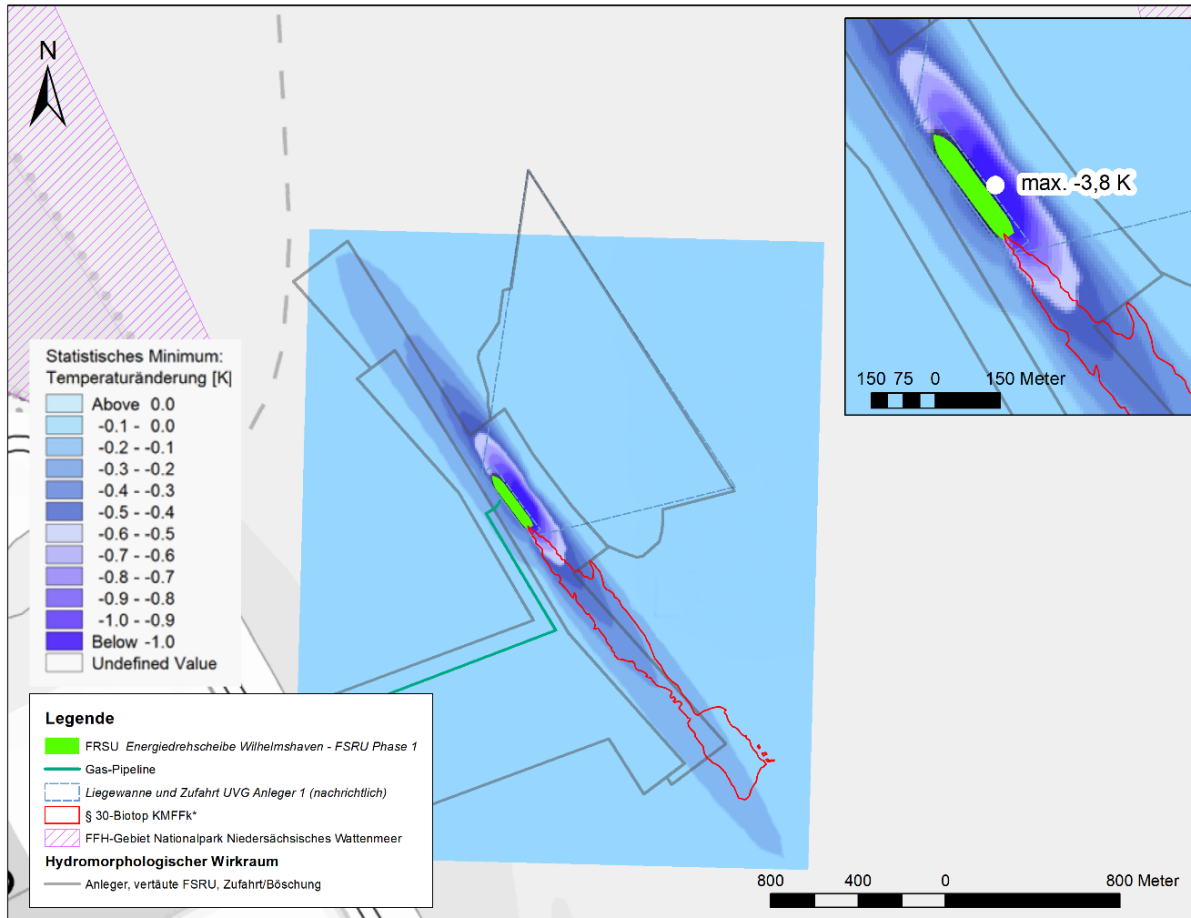 N
max. -3,8 K
150 75 0 150 Meter
Statistisches Minimum:
Temperaturänderung [K]
Above 0.0
-0.1 - 0.0
-0.2 - -0.1
-0.3 - -0.2
-0.4 - -0.3
-0.5 - -0.4
-0.6 - -0.5
-0.7 - -0.6
-0.8 - -0.7
-0.9 - -0.8
-1.0 - -0.9
Below -1.0
Undefined Value
Legende
FRSU Energiedrehscheibe Wilhelmshaven - FSRU Phase 1
Gas-Pipeline
Liegewanne und Zufahrt UVG Anleger 1 (nachrichtlich)
§ 30-Biotop KMFFk*
FFH-Gebiet Nationalpark Niedersächsisches Wattenmeer
Hydromorphologischer Wirkraum
Anleger, vertäute FSRU, Zufahrt/Böschung
800 400 0 800 Meter